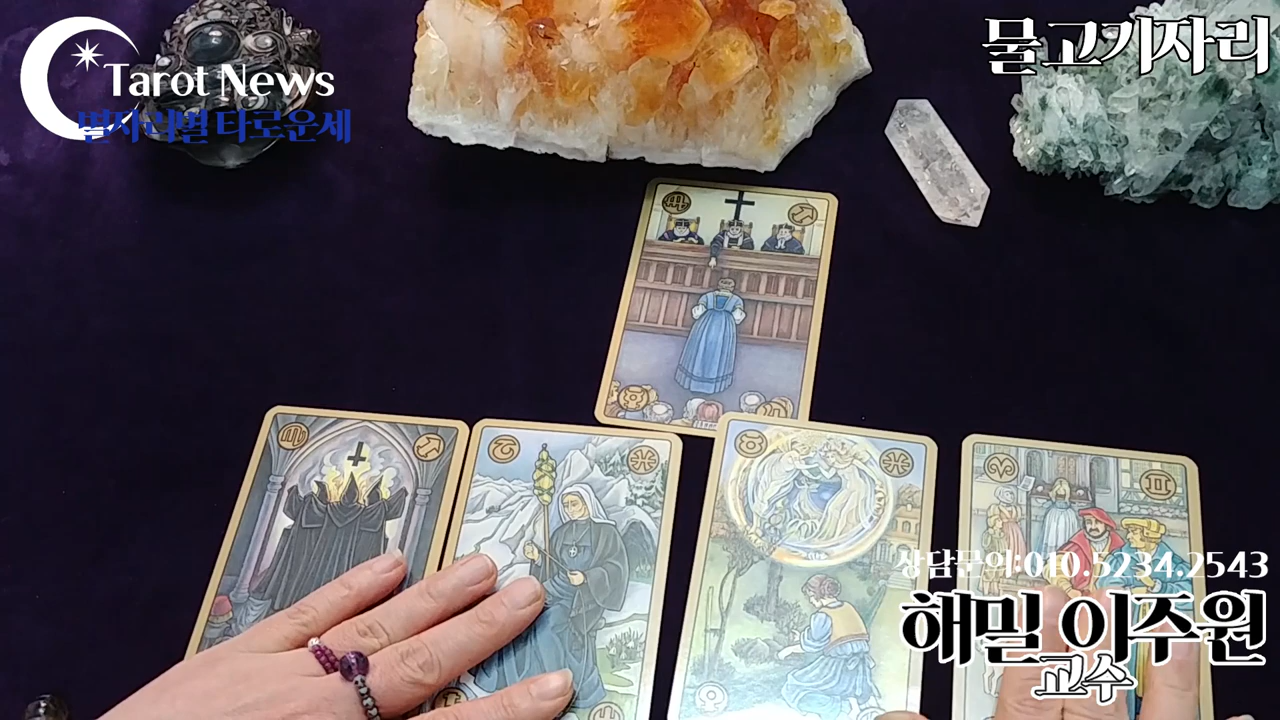 Tarot News
별자리별 타로운세
물고기자리
상담문의:010.5234.2543
해밀 이주원
교수